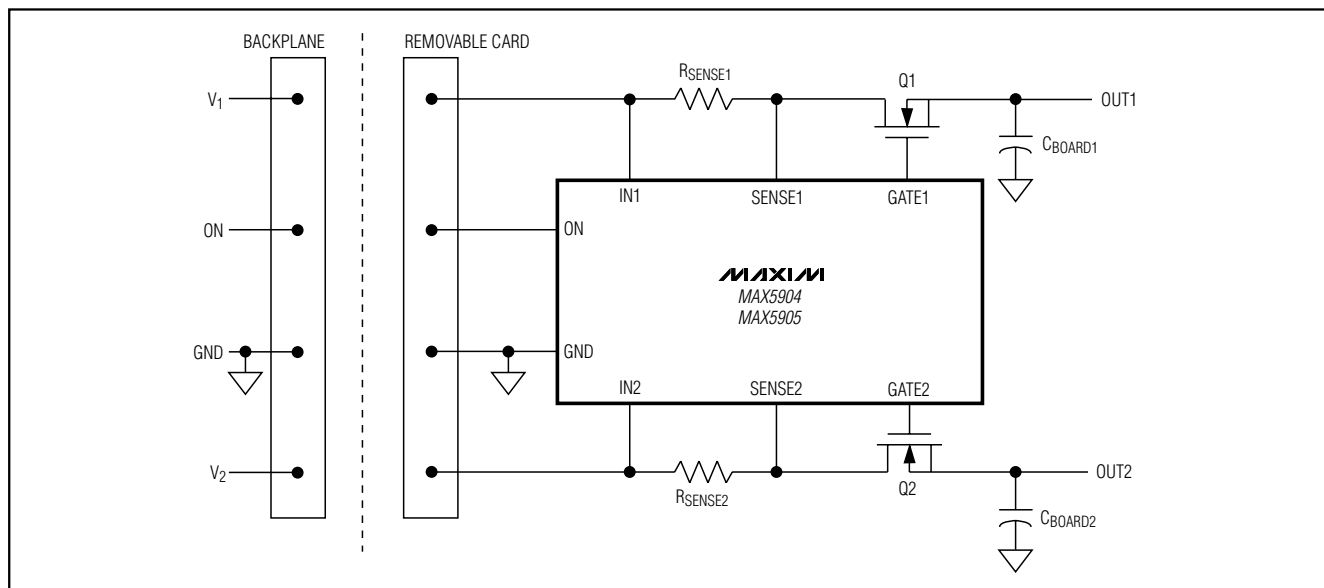 BACKPLANE
REMOVABLE CARD
RSENSE1
Q1
V1
OUT1
CBOARD1
IN1
SENSE1
GATE1
ON
ON
MAXIM
MAX5904
MAX5905
GND
GND
IN2
SENSE2
GATE2
V2
OUT2
RSENSE2
Q2
CBOARD2